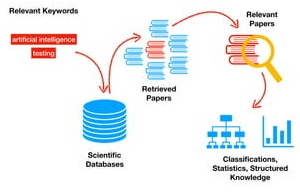 Relevant Keywords
artificial intelligence
testing
Scientific
Databases
Retrieved
Papers
Relevant
Papers
Classifications,
Statistics, Structured
Knowledge